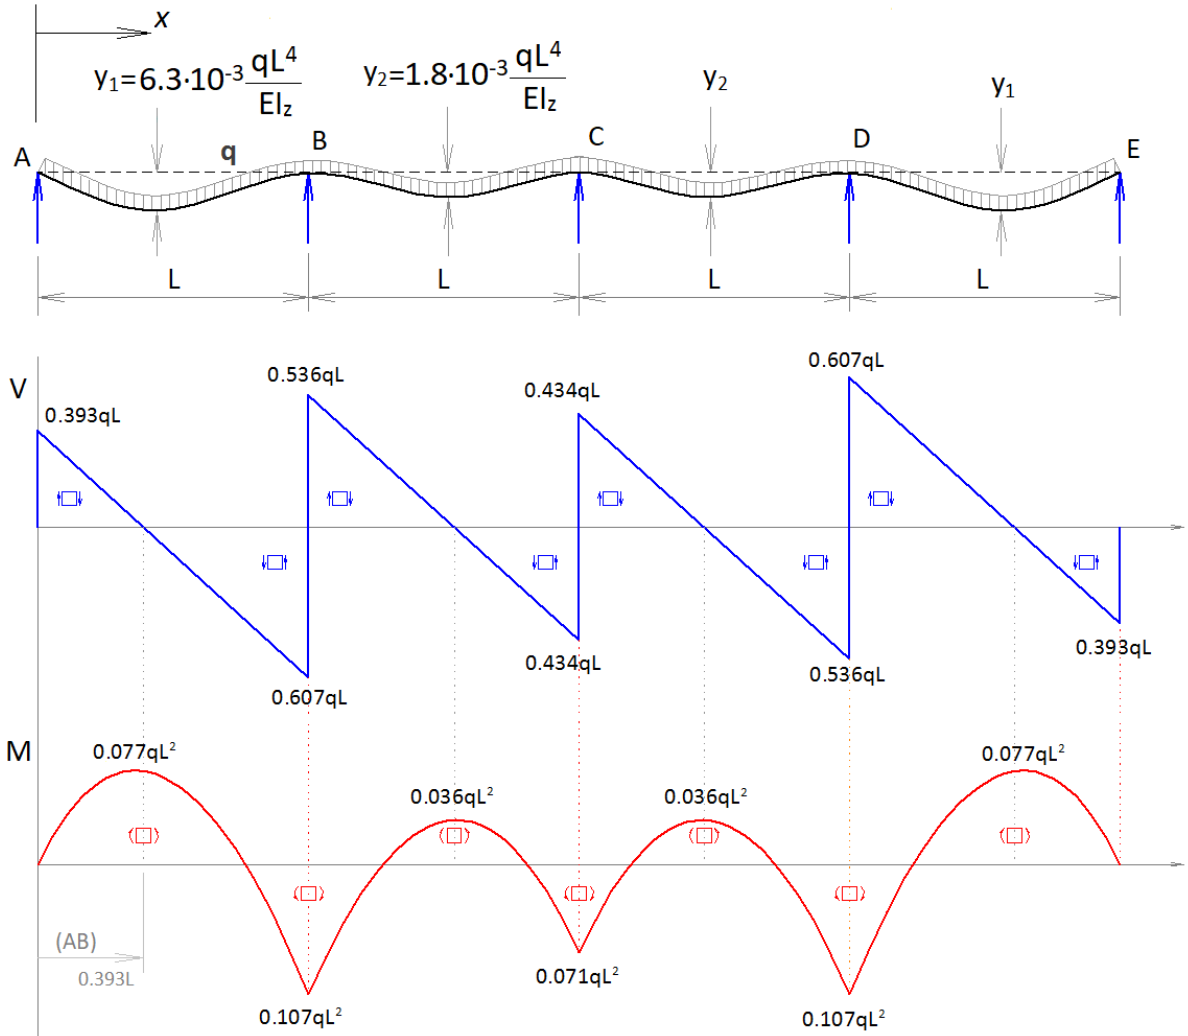 x
y₁=6.3·10⁻³ qL⁴/EI_z
y₂=1.8·10⁻³ qL⁴/EI_z
y₂
y₁
A
q
B
C
D
E
L
L
L
L
V
0.393qL
0.536qL
0.434qL
0.607qL
0.607qL
0.434qL
0.536qL
0.393qL
M
0.077qL²
0.036qL²
0.036qL²
0.077qL²
(AB)
0.393L
0.107qL²
0.071qL²
0.107qL²